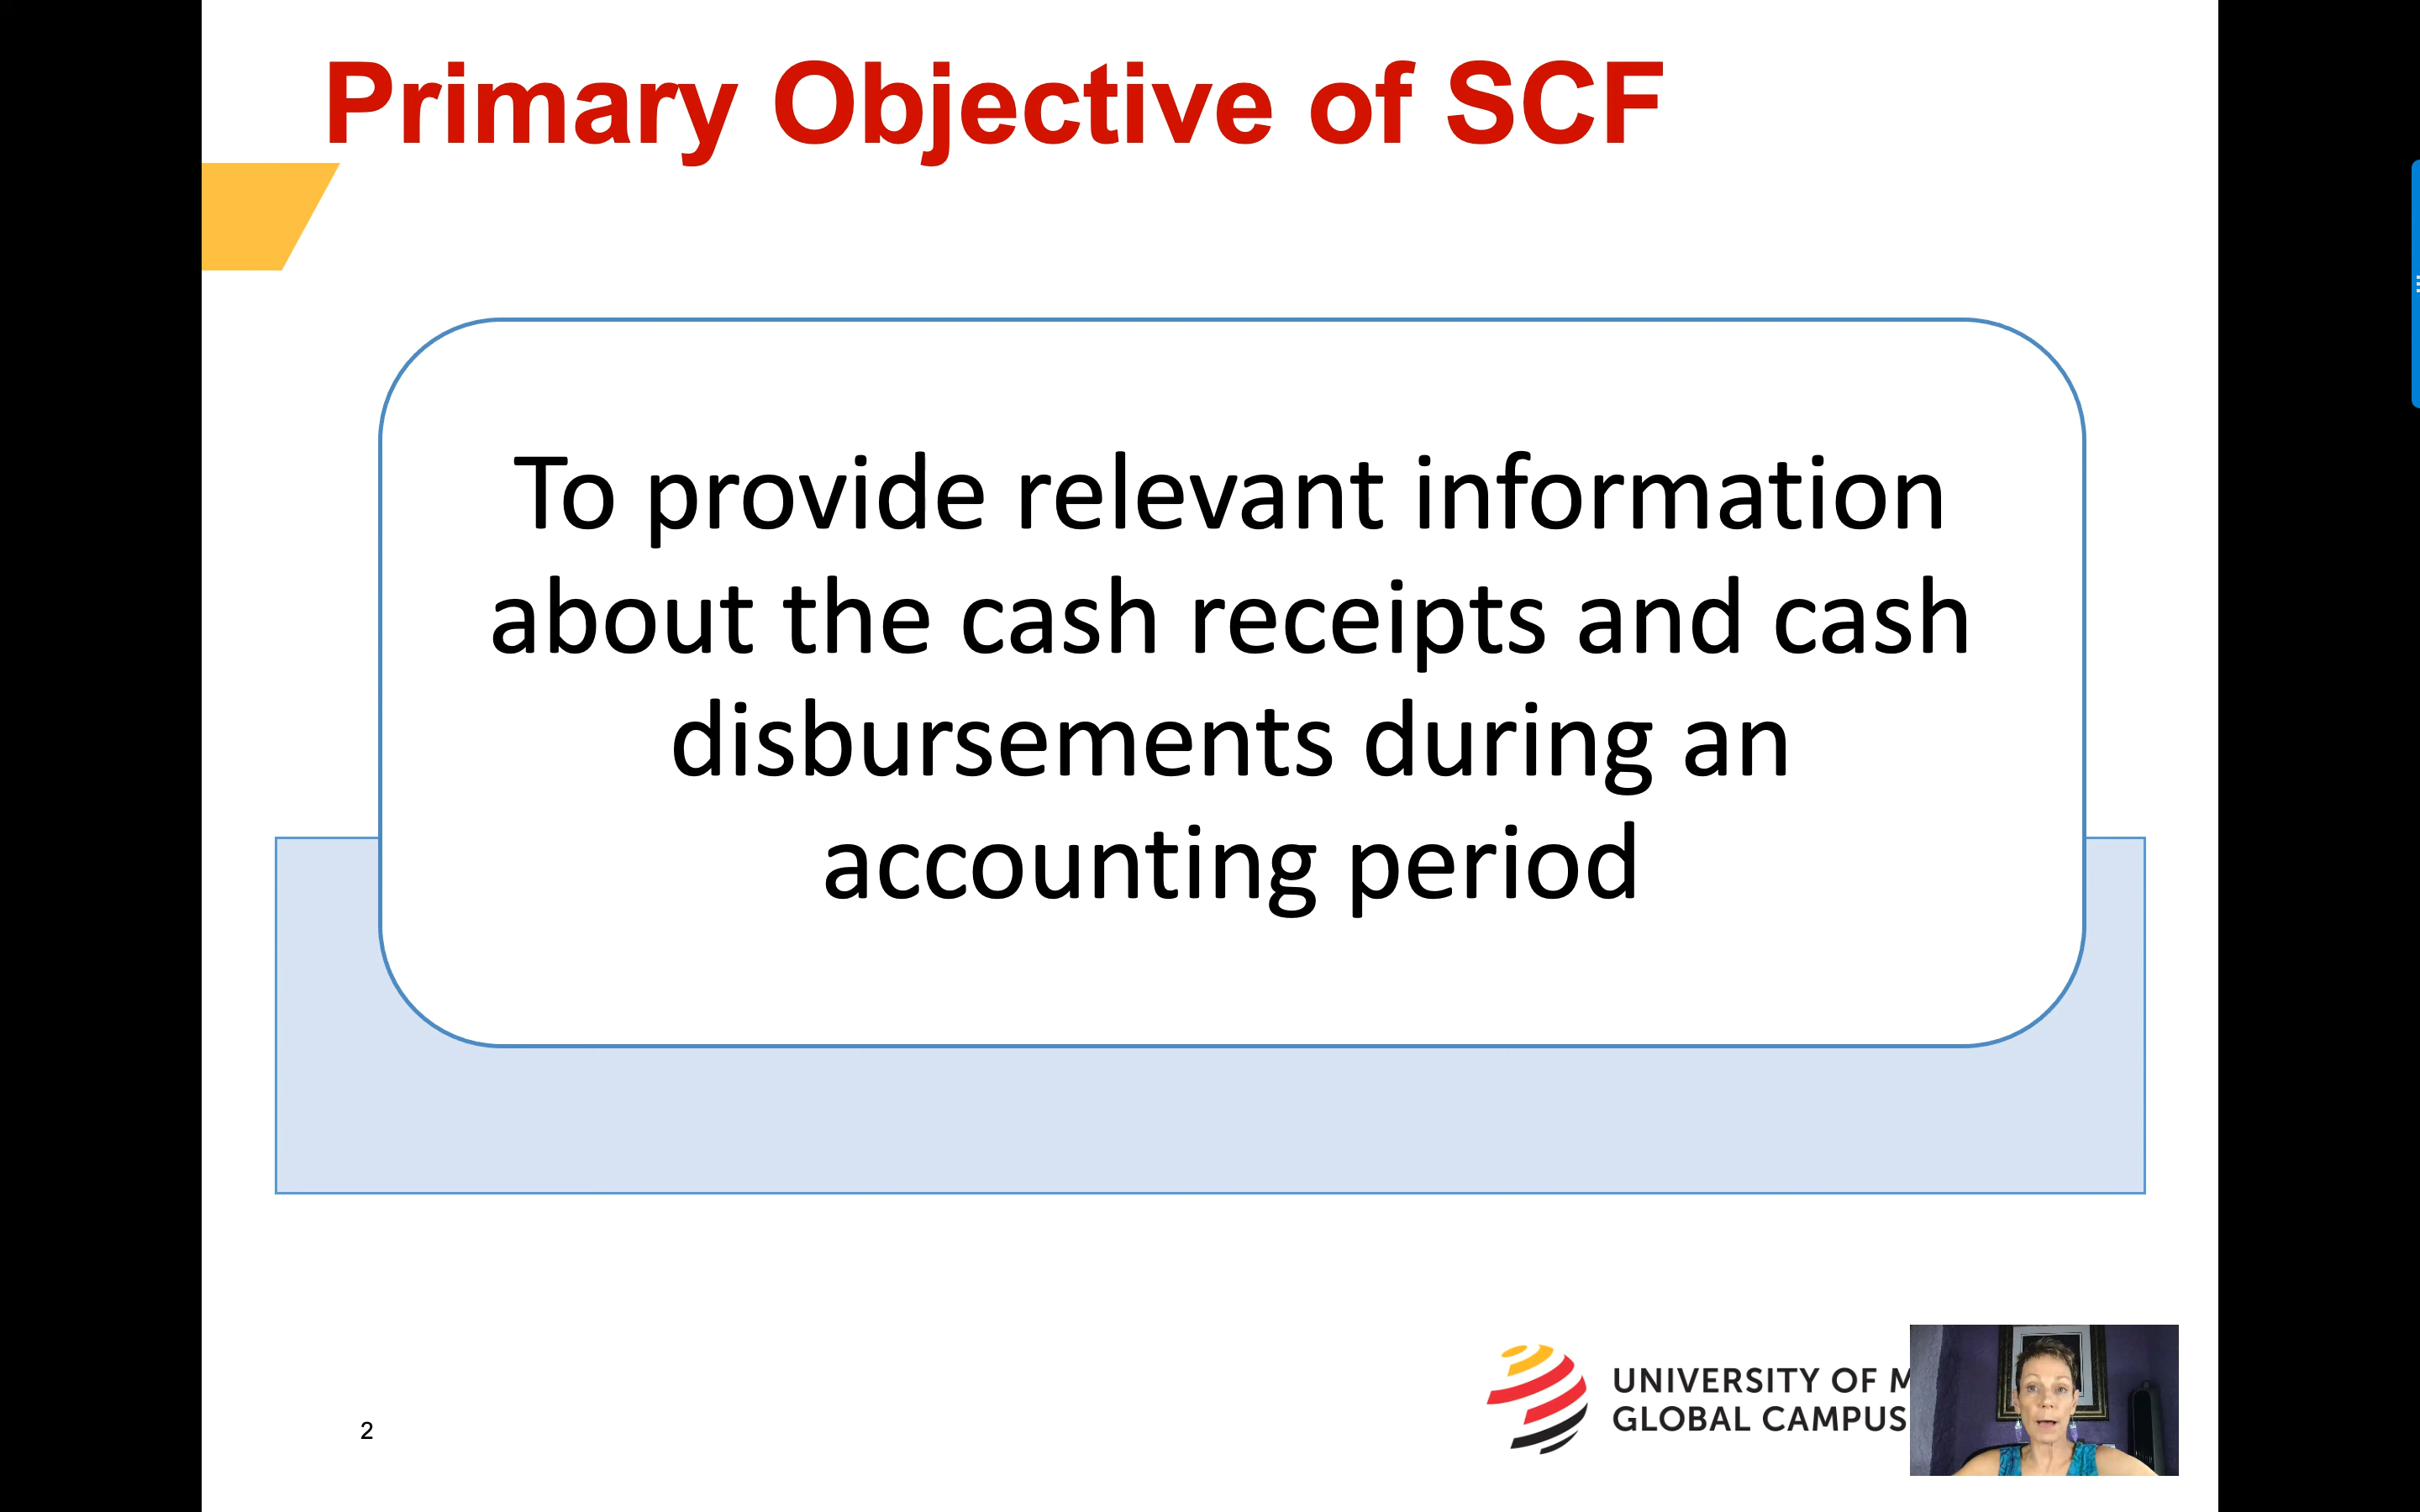 Primary Objective of SCF
To provide relevant information
about the cash receipts and cash
disbursements during an
accounting period
UNIVERSITY OF
GLOBAL CAMPUS
2